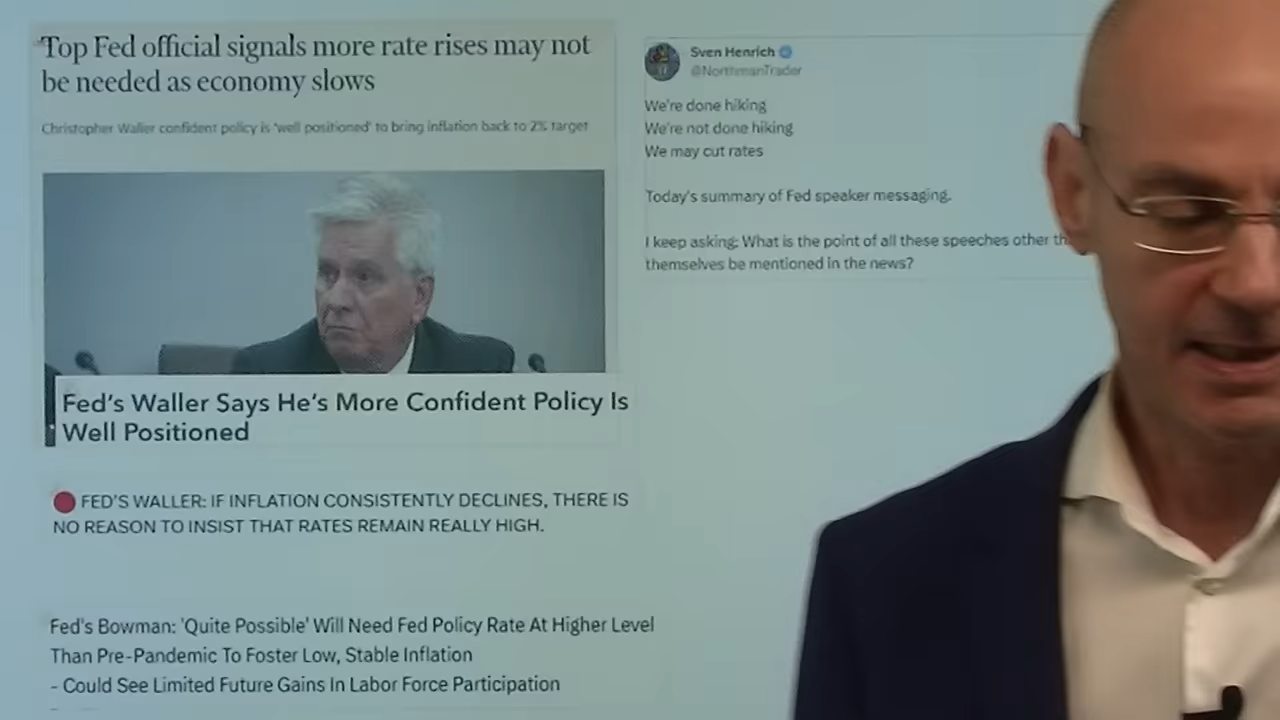 Top Fed official signals more rate rises may not
be needed as economy slows
Christopher Waller confident policy is 'well positioned' to bring inflation back to 2% target
Fed's Waller Says He's More Confident Policy Is
Well Positioned
FED'S WALLER: IF INFLATION CONSISTENTLY DECLINES, THERE IS
NO REASON TO INSIST THAT RATES REMAIN REALLY HIGH.
Fed's Bowman: 'Quite Possible' Will Need Fed Policy Rate At Higher Level
Than Pre-Pandemic To Foster Low, Stable Inflation
- Could See Limited Future Gains In Labor Force Participation
Sven Henrich
@NorthmanTrader
We're done hiking
We're not done hiking
We may cut rates
Today's summary of Fed speaker messaging.
I keep asking: What is the point of all these speeches other
themselves be mentioned in the news?